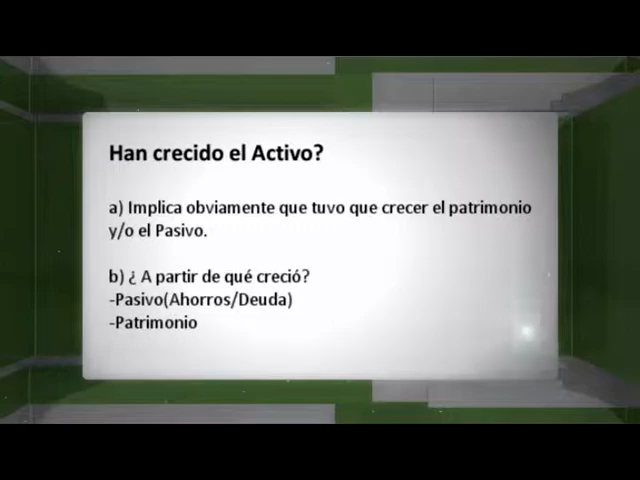 Han crecido el Activo?
a) Implica obviamente que tuvo que crecer el patrimonio
y/o el Pasivo.
b) ¿ A partir de qué creció?
-Pasivo(Ahorros/Deuda)
-Patrimonio